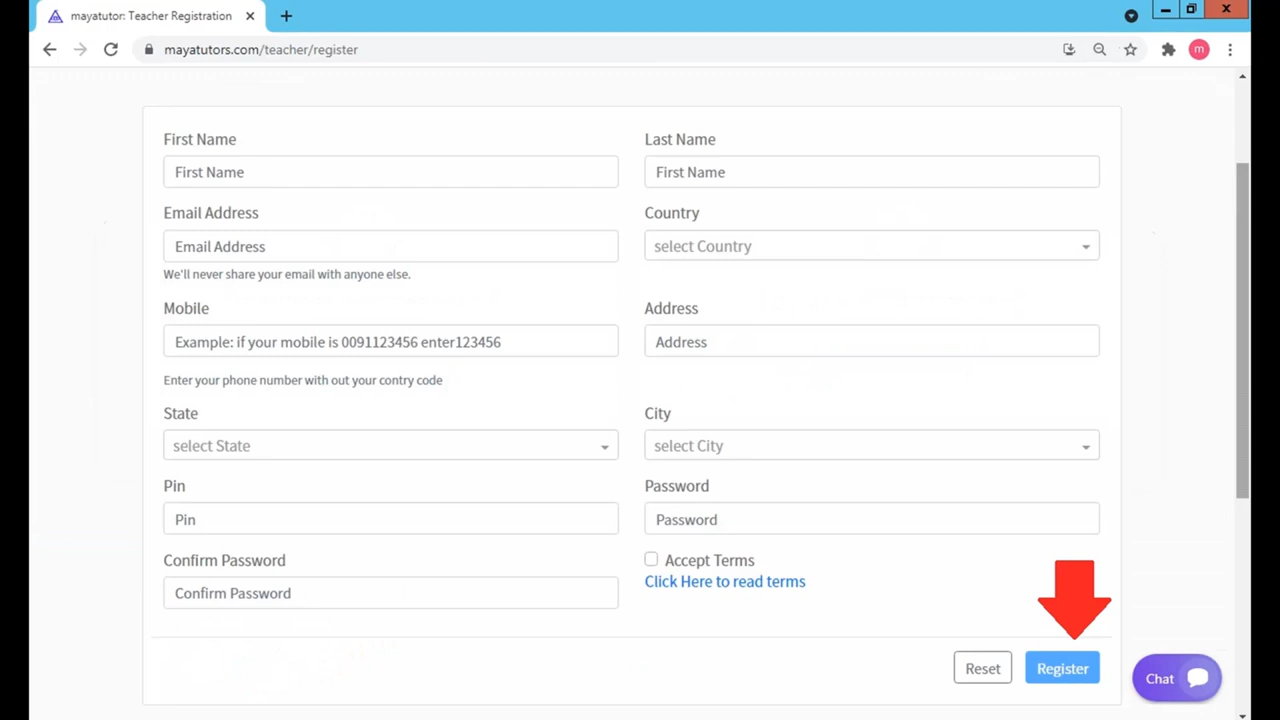 mayatutor: Teacher Registration
mayatutors.com/teacher/register
m
First Name
Last Name
First Name
First Name
Email Address
Country
Email Address
select Country
We'll never share your email with anyone else.
Mobile
Address
Example: if your mobile is 0091123456 enter123456
Address
Enter your phone number with out your contry code
State
City
select State
select City
Pin
Password
Pin
Password
Confirm Password
Accept Terms
Click Here to read terms
Confirm Password
Reset
Register
Chat